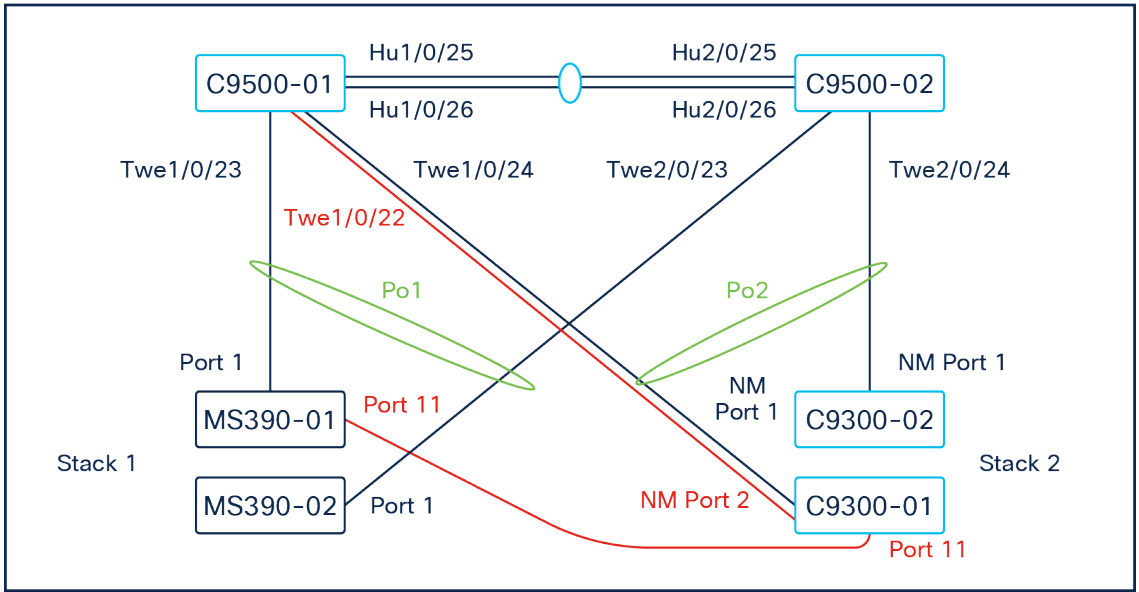 Hu1/0/25
Hu2/0/25
C9500-01
C9500-02
Hu1/0/26
Hu2/0/26
Twe1/0/23
Twe1/0/24
Twe2/0/23
Twe2/0/24
Twe1/0/22
Po1
Po2
Port 1
NM Port 1
NM
Port 1
Port 11
MS390-01
C9300-02
Stack 1
Stack 2
MS390-02
Port 1
NM Port 2
C9300-01
Port 11